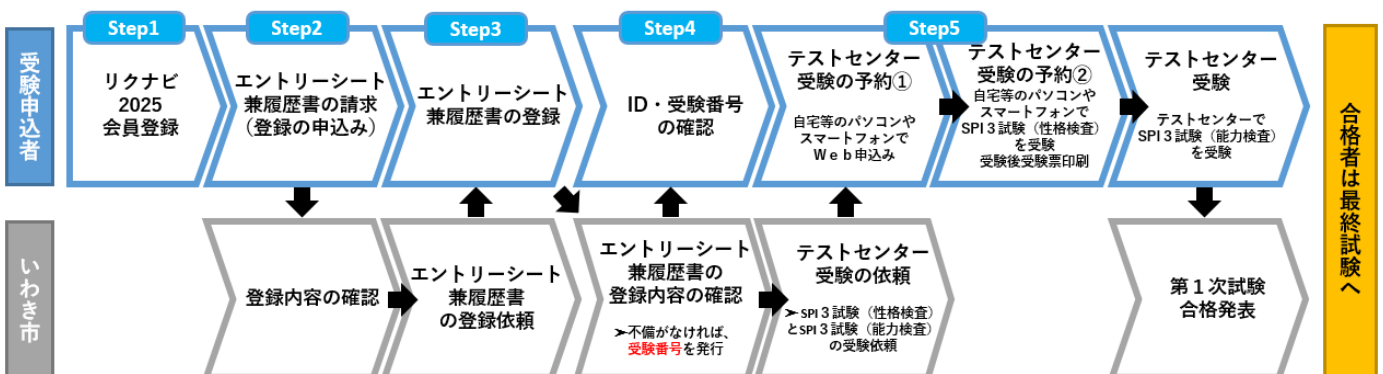 Step1
Step2
Step3
Step4
Step5
受験申込者
リクナビ
2025
会員登録
エントリーシート
兼履歴書の請求
（登録の申込み）
エントリーシート
兼履歴書の登録
ID・受験番号
の確認
テストセンター
受験の予約①
自宅等のパソコンや
スマートフォンで
Ｗｅｂ申込み
テストセンター
受験の予約②
自宅等のパソコンや
スマートフォンで
SPI３試験（性格検査）
を受験
受験後受験票印刷
テストセンター
受験
テストセンターで
SPI３試験（能力検査）
を受験
いわき市
登録内容の確認
エントリーシート
兼履歴書
の登録依頼
エントリーシート
兼履歴書の
登録内容の確認
➤不備がなければ、
受験番号を発行
テストセンター
受験の依頼
➤SPI３試験（性格検査）
とSPI３試験（能力検査）
の受験依頼
第１次試験
合格発表
合格者は最終試験へ